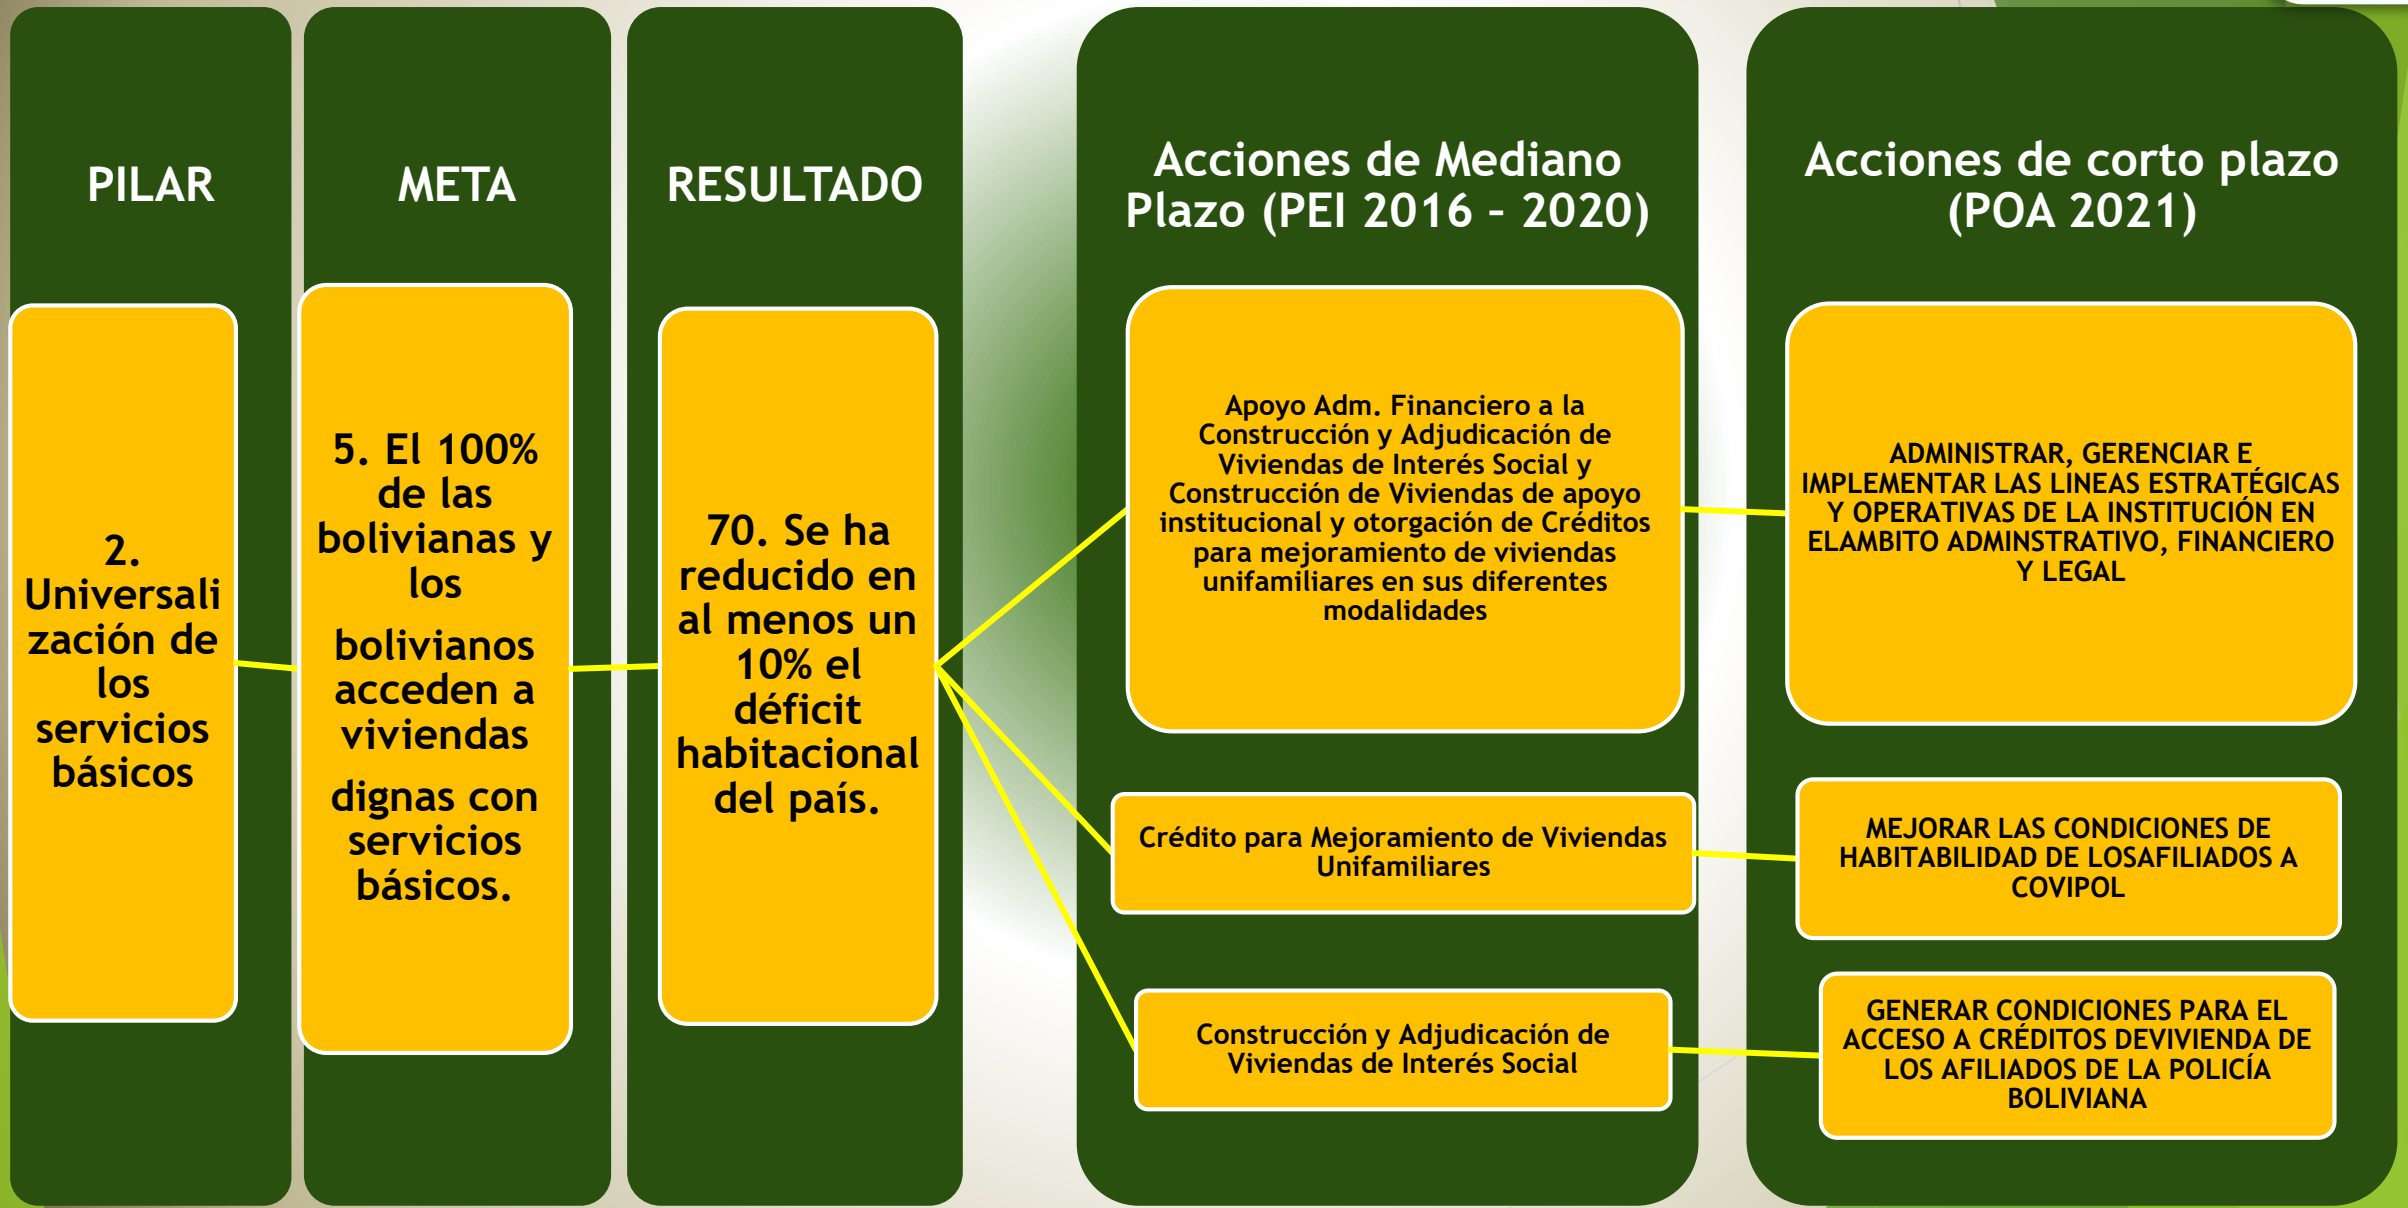 PILAR
2.
Universali
zación de
los
servicios
básicos
META
5. El 100%
de las
bolivianas y
los
bolivianos
acceden a
viviendas
dignas con
servicios
básicos.
RESULTADO
70. Se ha
reducido en
al menos un
10% el
déficit
habitacional
del país.
Acciones de Mediano
Plazo (PEI 2016 – 2020)
Apoyo Adm. Financiero a la
Construcción y Adjudicación de
Viviendas de Interés Social y
Construcción de Viviendas de apoyo
institucional y otorgación de Créditos
para mejoramiento de viviendas
unifamiliares en sus diferentes
modalidades
Crédito para Mejoramiento de Viviendas
Unifamiliares
Construcción y Adjudicación de
Viviendas de Interés Social
Acciones de corto plazo
(POA 2021)
ADMINISTRAR, GERENCIAR E
IMPLEMENTAR LAS LINEAS ESTRATÉGICAS
Y OPERATIVAS DE LA INSTITUCIÓN EN
ELAMBITO ADMINSTRATIVO, FINANCIERO
Y LEGAL
MEJORAR LAS CONDICIONES DE
HABITABILIDAD DE LOSAFILIADOS A
COVIPOL
GENERAR CONDICIONES PARA EL
ACCESO A CRÉDITOS DEVIVIENDA DE
LOS AFILIADOS DE LA POLICÍA
BOLIVIANA